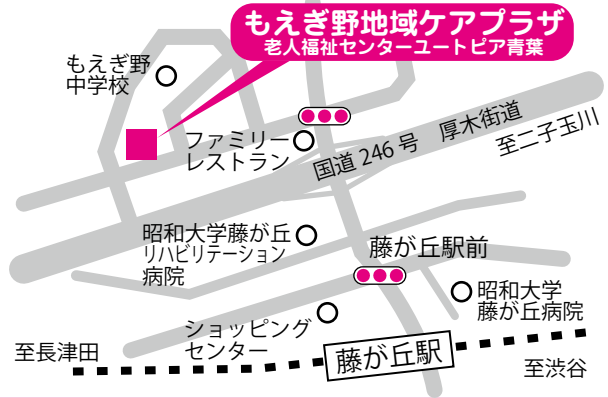 もえぎ野地域ケアプラザ
老人福祉センターユートピア青葉
もえぎ野
中学校
ファミリー
レストラン
国道 246 号 厚木街道
至二子玉川
昭和大学藤が丘
リハビリテーション
病院
藤が丘駅前
昭和大学
藤が丘病院
ショッピング
センター
至長津田
藤が丘駅
至渋谷